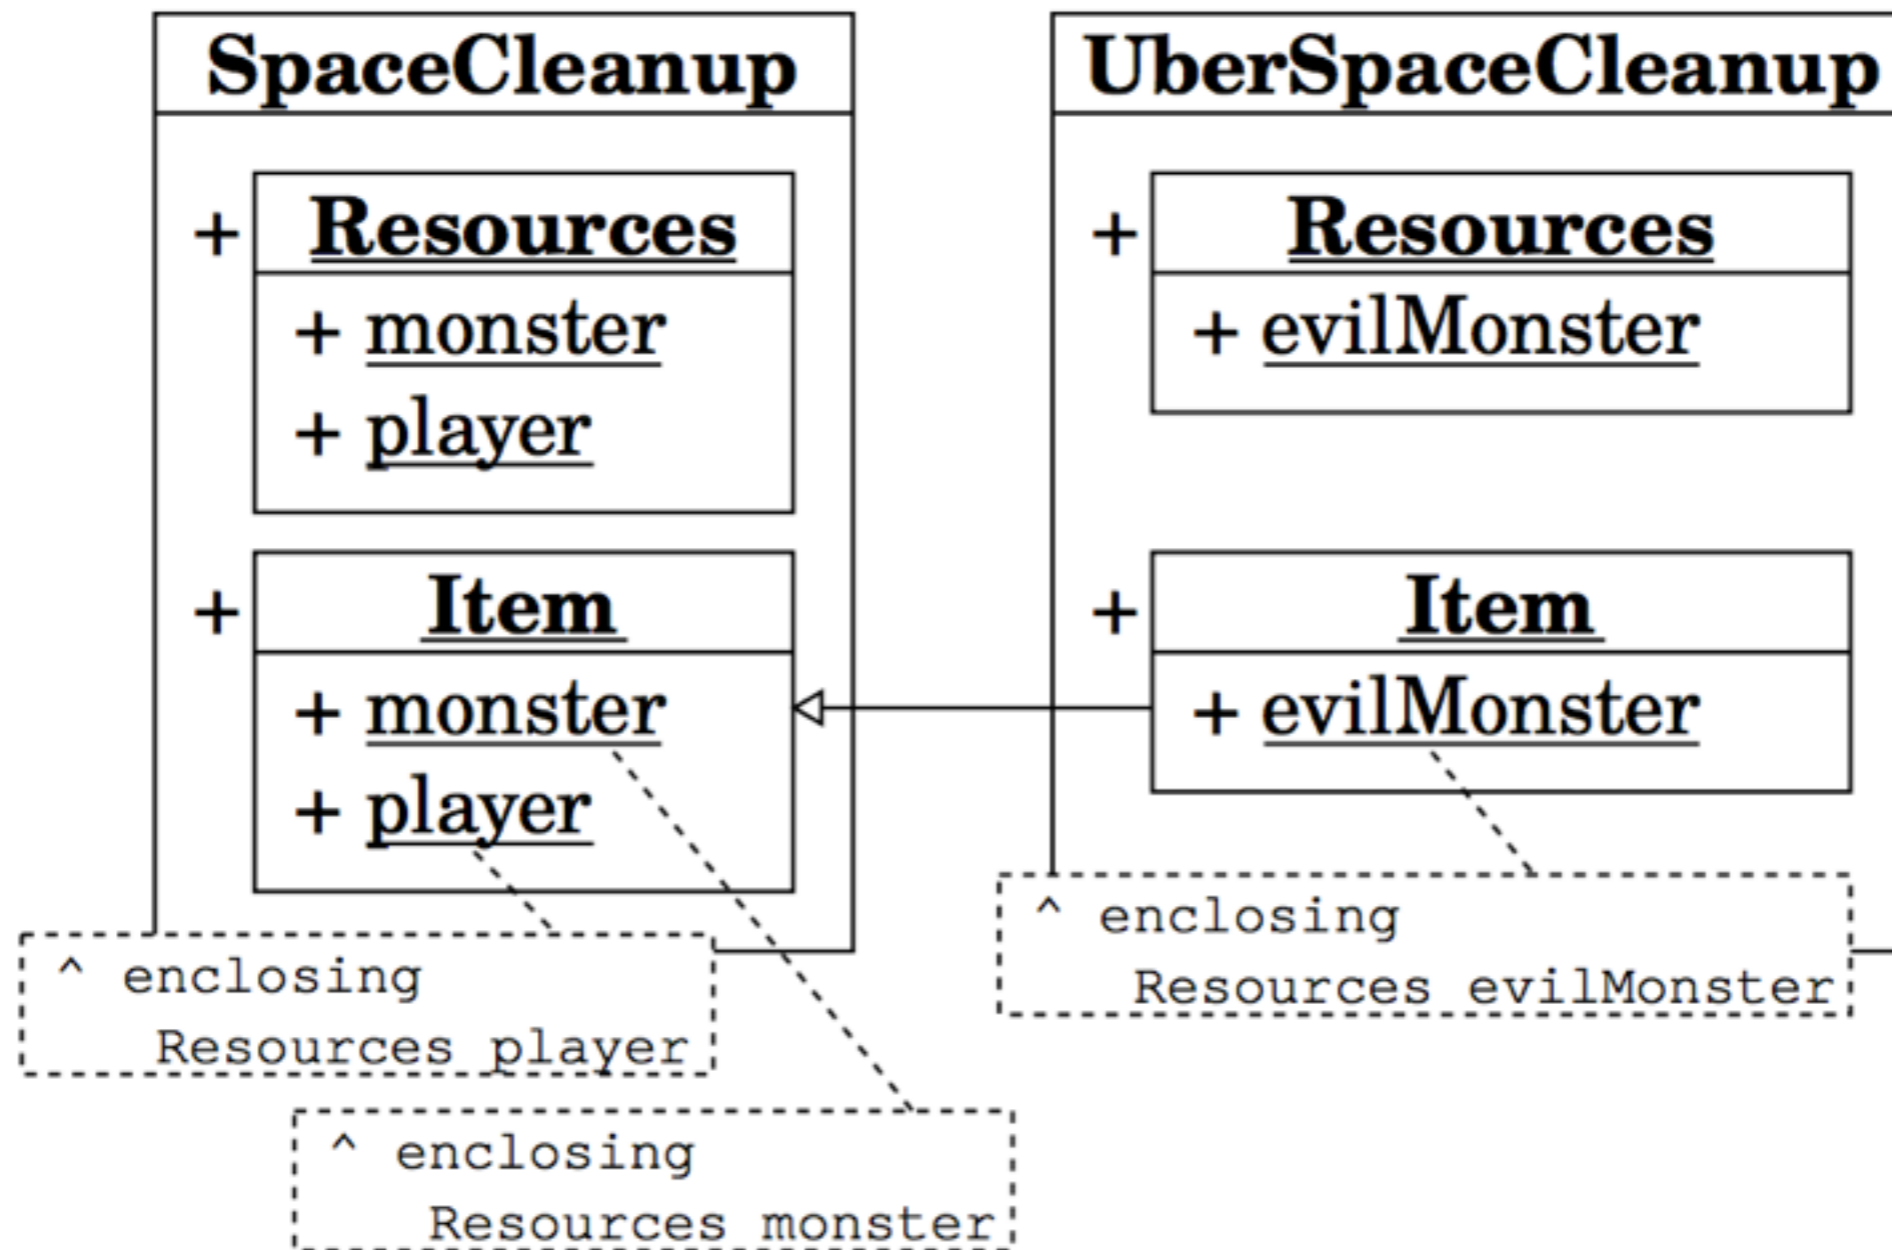 SpaceCleanup
+ Resources
+ monster
+ player
+ Item
+ monster
+ player
^ enclosing
Resources player
^ enclosing
Resources monster
UberSpaceCleanup
+ Resources
+ evilMonster
+ Item
+ evilMonster
^ enclosing
Resources evilMonster